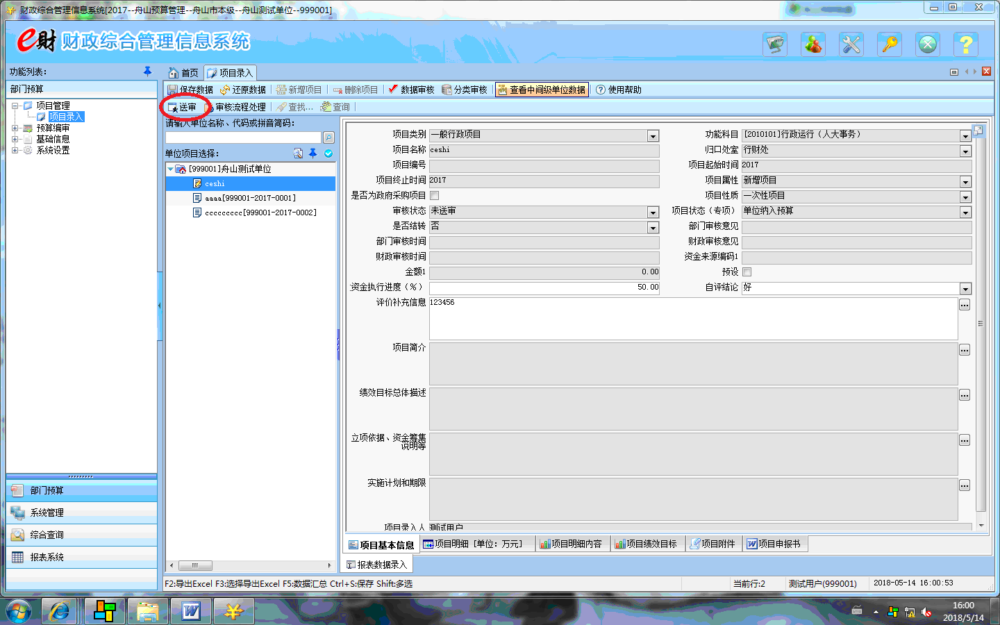 财政综合管理信息系统[2017--舟山预算管理--舟山市本级--舟山测试单位--999001]
e财 财政综合管理信息系统
功能列表：
首页 项目录入
部门预算
保存数据 还原数据 新增项目 删除项目 数据审核 分类审核 查看中间级单位数据 使用帮助
送审 审核流程处理 查找... 查询
项目管理
项目录入
预算编审
基础信息
系统设置
部门预算
系统管理
综合查询
报表系统
请输入单位名称、代码或拼音简码：
单位项目选择：
[999001]舟山测试单位
ceshi
aaaa[999001-2017-0001]
ccccccccc[999001-2017-0002]
项目类别 一般行政项目 功能科目 [2010101]行政运行（人大事务）
项目名称 ceshi 归口处室 行财处
项目编号 项目起始时间 2017
项目终止时间 2017 项目属性 新增项目
是否为政府采购项目 项目性质 一次性项目
审核状态 未送审 项目状态（专项） 单位纳入预算
是否结转 否 部门审核意见
部门审核时间 财政审核意见
财政审核时间 资金来源编码1
金额1 0.00 预设
资金执行进度（%） 50.00 自评结论 好
评价补充信息 123456
项目简介
绩效目标总体描述
立项依据、资金筹集
说明等
实施计划和期限
项目录入人 测试用户
项目基本信息 项目明细［单位：万元］ 项目明细内容 项目绩效目标 项目附件 项目申报书
报表数据录入
F2:导出Excel F3:选择导出Excel F5:数据汇总 Ctrl+S:保存 Shift:多选 当前行:2 测试用户(999001) 2018-05-14 16:00:53
16:00
2018/5/14